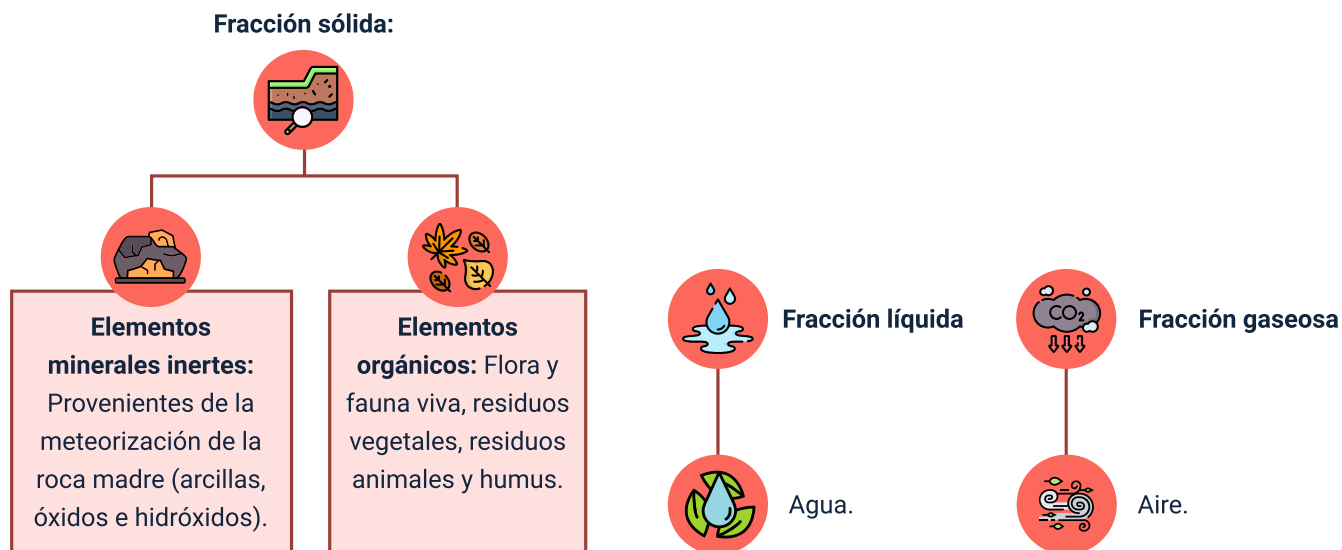 Fracción sólida:
Elementos
minerales inertes:
Provenientes de la
meteorización de la
roca madre (arcillas,
óxidos e hidróxidos).
Elementos
orgánicos: Flora y
fauna viva, residuos
vegetales, residuos
animales y humus.
Fracción líquida
Agua.
CO₂
Fracción gaseosa
Aire.